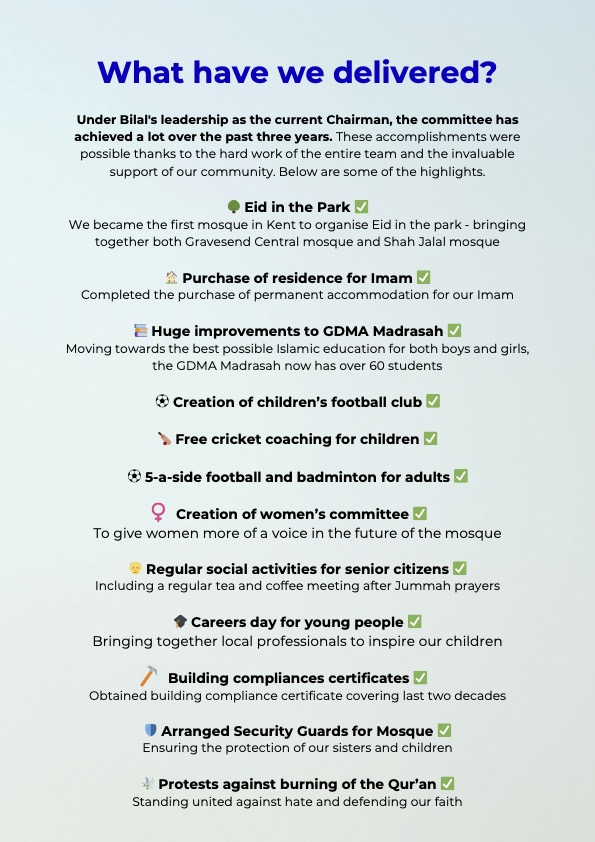 What have we delivered?
Under Bilal's leadership as the current Chairman, the committee has
achieved a lot over the past three years. These accomplishments were
possible thanks to the hard work of the entire team and the invaluable
support of our community. Below are some of the highlights.
🌳 Eid in the Park ✅
We became the first mosque in Kent to organise Eid in the park - bringing
together both Gravesend Central mosque and Shah Jalal mosque
🏠 Purchase of residence for Imam ✅
Completed the purchase of permanent accommodation for our Imam
📚 Huge improvements to GDMA Madrasah ✅
Moving towards the best possible Islamic education for both boys and girls,
the GDMA Madrasah now has over 60 students
⚽ Creation of children’s football club ✅
🏏 Free cricket coaching for children ✅
⚽ 5-a-side football and badminton for adults ✅
♀️ Creation of women’s committee ✅
To give women more of a voice in the future of the mosque
👴 Regular social activities for senior citizens ✅
Including a regular tea and coffee meeting after Jummah prayers
🎓 Careers day for young people ✅
Bringing together local professionals to inspire our children
🔨 Building compliances certificates ✅
Obtained building compliance certificate covering last two decades
🛡️ Arranged Security Guards for Mosque ✅
Ensuring the protection of our sisters and children
🕊️ Protests against burning of the Qur’an ✅
Standing united against hate and defending our faith